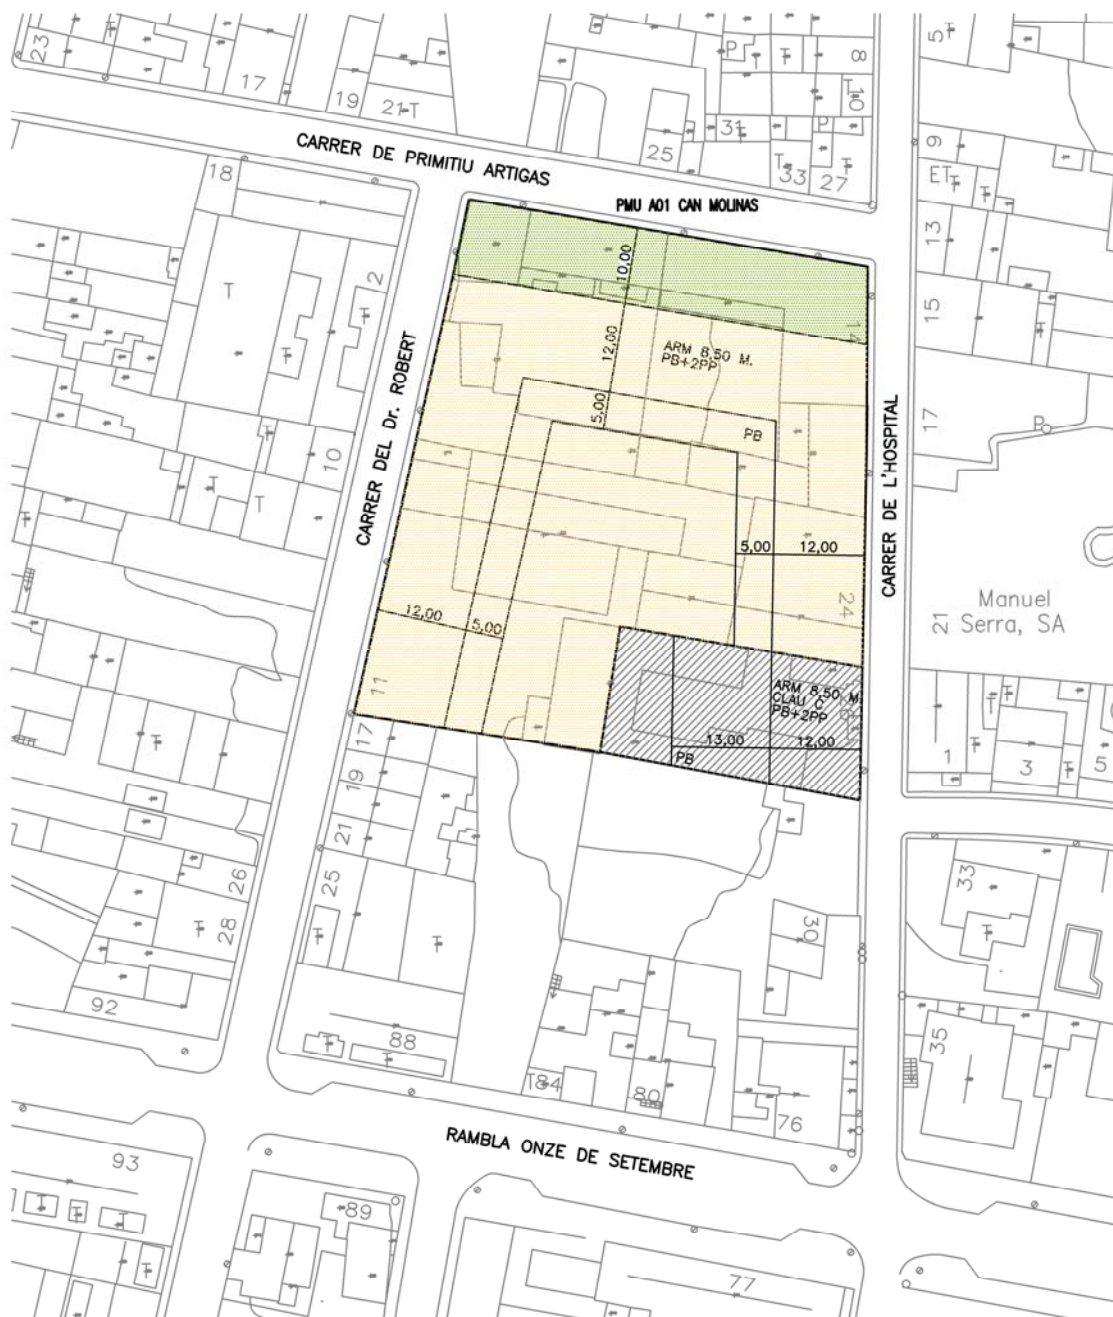 23
17
19
21
T
25
31
P
T
T
8
T
10
P
T
33
27
5
T
9
ET
13
15
17
P
CARRER DE PRIMITIU ARTIGAS
PMU A01 CAN MOLINAS
18
2
T
T
T
10
T
T
T
T
T
CARRER DEL Dr. ROBERT
10,00
12,00
5,00
ARM 8,50 M.
PB+2PP
PB
14
5,00
12,00
24
12,00
5,00
11
CARRER DE L'HOSPITAL
Manuel
21 Serra, SA
ARM 8,50 M.
CLAU C
PB+2PP
13,00
12,00
PB
17
19
21
25
26
28
92
T
T
T
T
T
88
T84
80
76
30
1
T
3
T
5
33
T
35
RAMBLA ONZE DE SETEMBRE
93
T
T
T
T
89
77